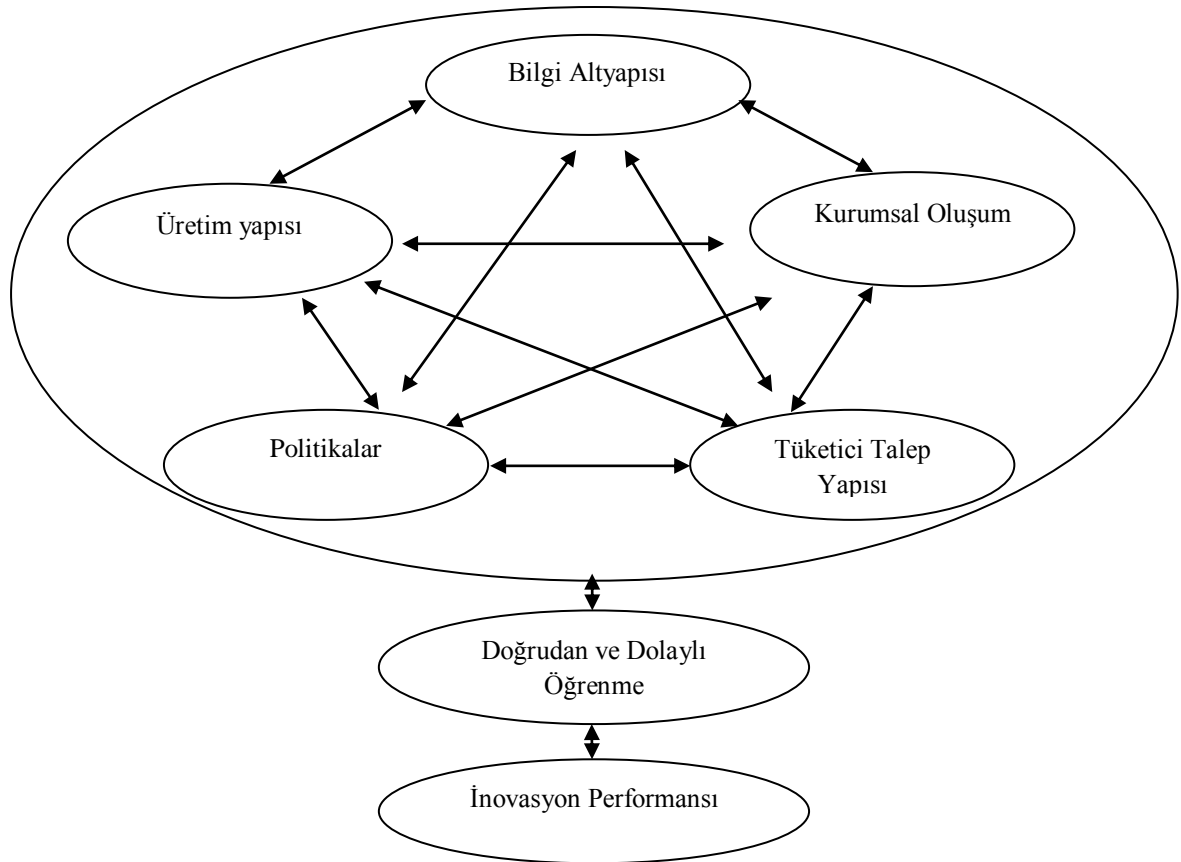 Bilgi Altyapısı
Üretim yapısı
Kurumsal Oluşum
Politikalar
Tüketici Talep
Yapısı
Doğrudan ve Dolaylı
Öğrenme
İnovasyon Performansı